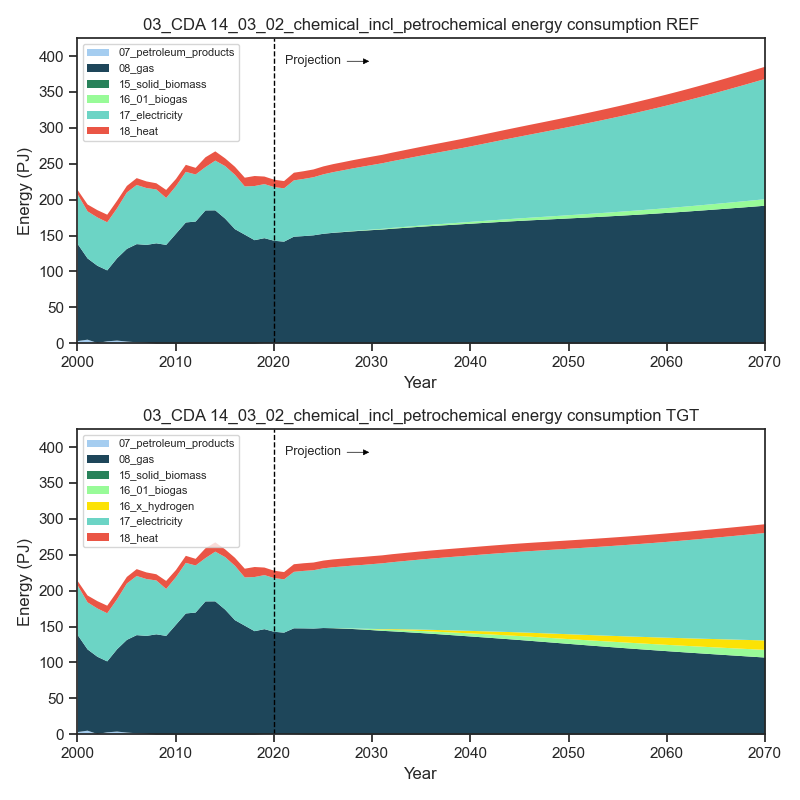 03_CDA 14_03_02_chemical_incl_petrochemical energy consumption REF
Energy (PJ)
400
350
300
250
200
150
100
50
0
07_petroleum_products
08_gas
15_solid_biomass
16_01_biogas
17_electricity
18_heat
Projection
2000 2010 2020 2030 2040 2050 2060 2070
Year
03_CDA 14_03_02_chemical_incl_petrochemical energy consumption TGT
Energy (PJ)
400
350
300
250
200
150
100
50
0
07_petroleum_products
08_gas
15_solid_biomass
16_01_biogas
16_x_hydrogen
17_electricity
18_heat
Projection
2000 2010 2020 2030 2040 2050 2060 2070
Year